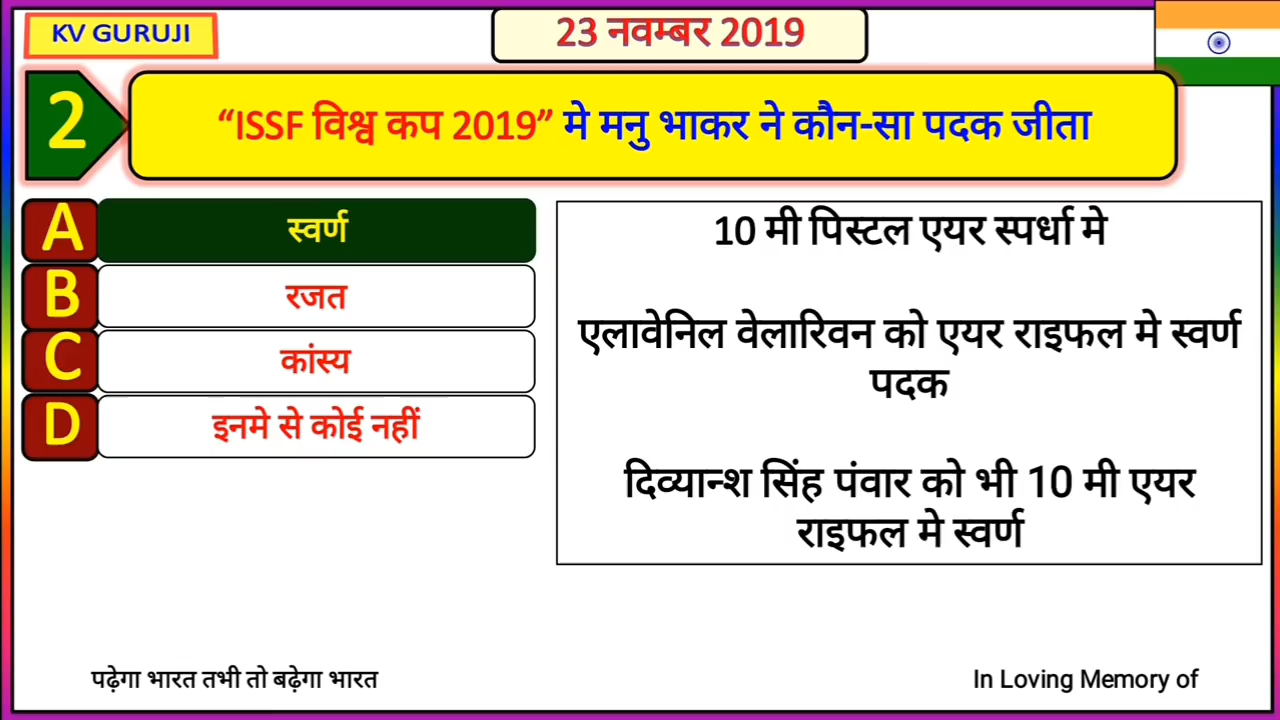 KV GURUJI
23 नवम्बर 2019
2
“ISSF विश्व कप 2019” मे मनु भाकर ने कौन-सा पदक जीता
A
स्वर्ण
B
रजत
C
कांस्य
D
इनमे से कोई नहीं
10 मी पिस्टल एयर स्पर्धा मे
एलावेनिल वेलारिवन को एयर राइफल मे स्वर्ण
पदक
दिव्यान्श सिंह पंवार को भी 10 मी एयर
राइफल मे स्वर्ण
पढ़ेगा भारत तभी तो बढ़ेगा भारत
In Loving Memory of